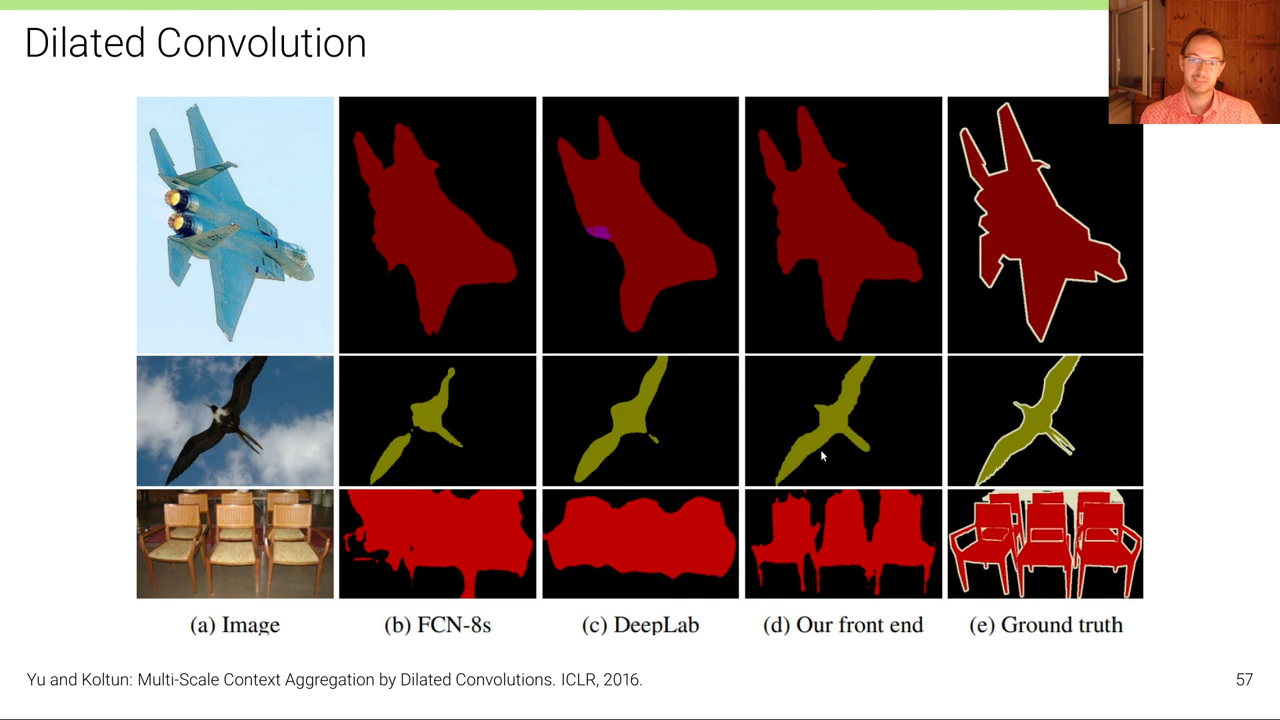 Dilated Convolution
(a) Image
(b) FCN-8s
(c) DeepLab
(d) Our front end
(e) Ground truth
Yu and Koltun: Multi-Scale Context Aggregation by Dilated Convolutions. ICLR, 2016.
57